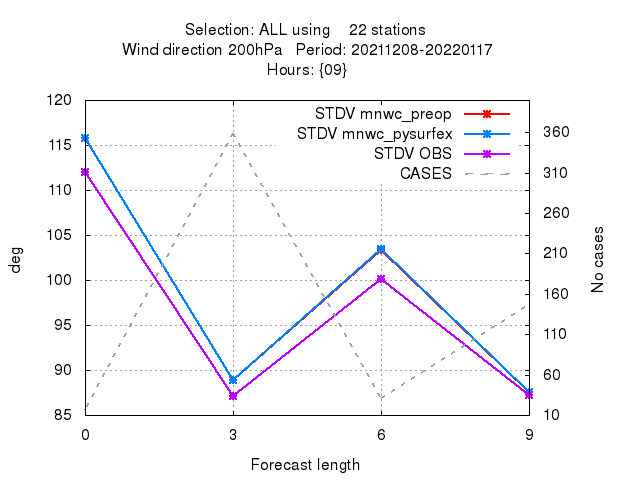 Selection: ALL using    22 stations
Wind direction 200hPa   Period: 20211208-20220117
Hours: {09}
STDV mnwc_preop
STDV mnwc_pysurfex
STDV OBS
CASES
120
115
110
105
100
95
90
85
deg
360
310
260
210
160
110
60
10
No cases
0 3 6 9
Forecast length